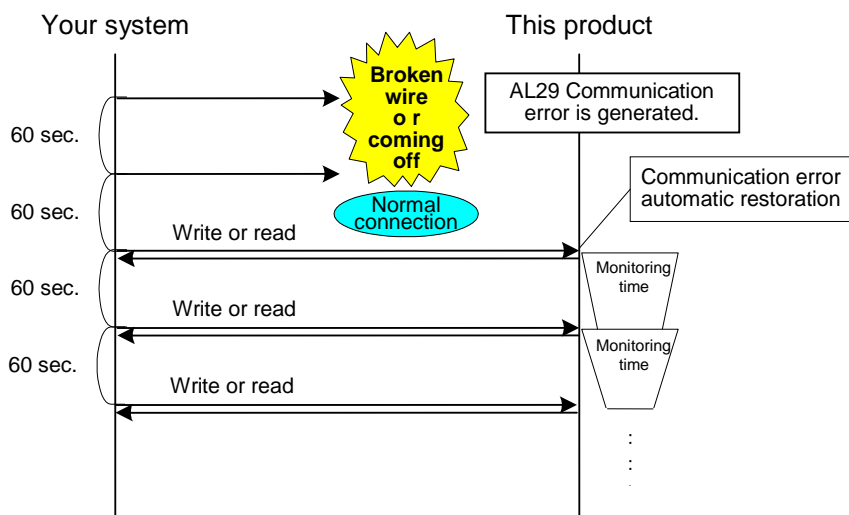 Your system
This product
Broken
wire
o r
coming
off
AL29 Communication
error is generated.
60 sec.
Communication error
automatic restoration
60 sec.
Normal
connection
Write or read
Monitoring
time
60 sec.
Write or read
Monitoring
time
60 sec.
Write or read